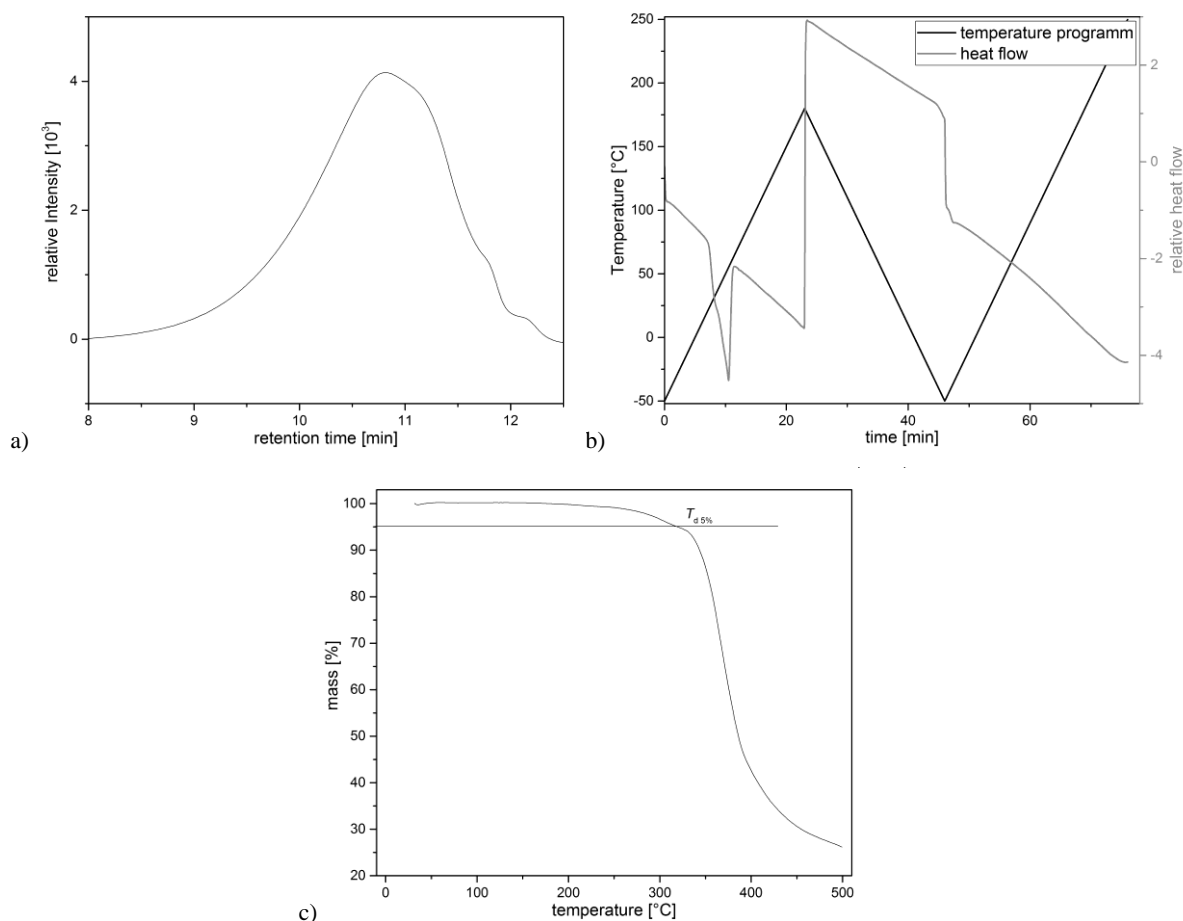 4
2
0
relative Intensity [10³]
8
9
10
11
12
retention time [min]
a)
250
200
150
100
50
0
-50
Temperature [°C]
temperature programm
heat flow
2
0
-2
-4
relative heat flow
0
20
40
60
time [min]
b)
100
90
80
70
60
50
40
30
20
mass [%]
T d 5%
0
100
200
300
400
500
temperature [°C]
c)